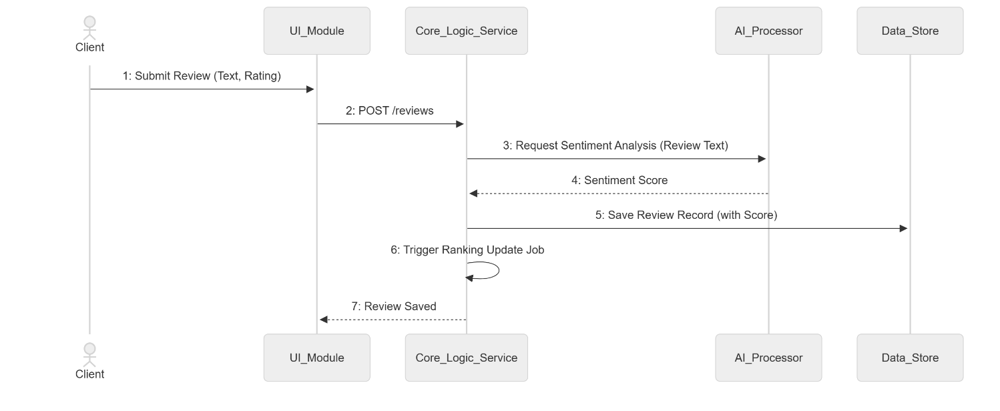 Client
UI_Module
Core_Logic_Service
AI_Processor
Data_Store
1: Submit Review (Text, Rating)
2: POST /reviews
3: Request Sentiment Analysis (Review Text)
4: Sentiment Score
5: Save Review Record (with Score)
6: Trigger Ranking Update Job
7: Review Saved
Client
UI_Module
Core_Logic_Service
AI_Processor
Data_Store